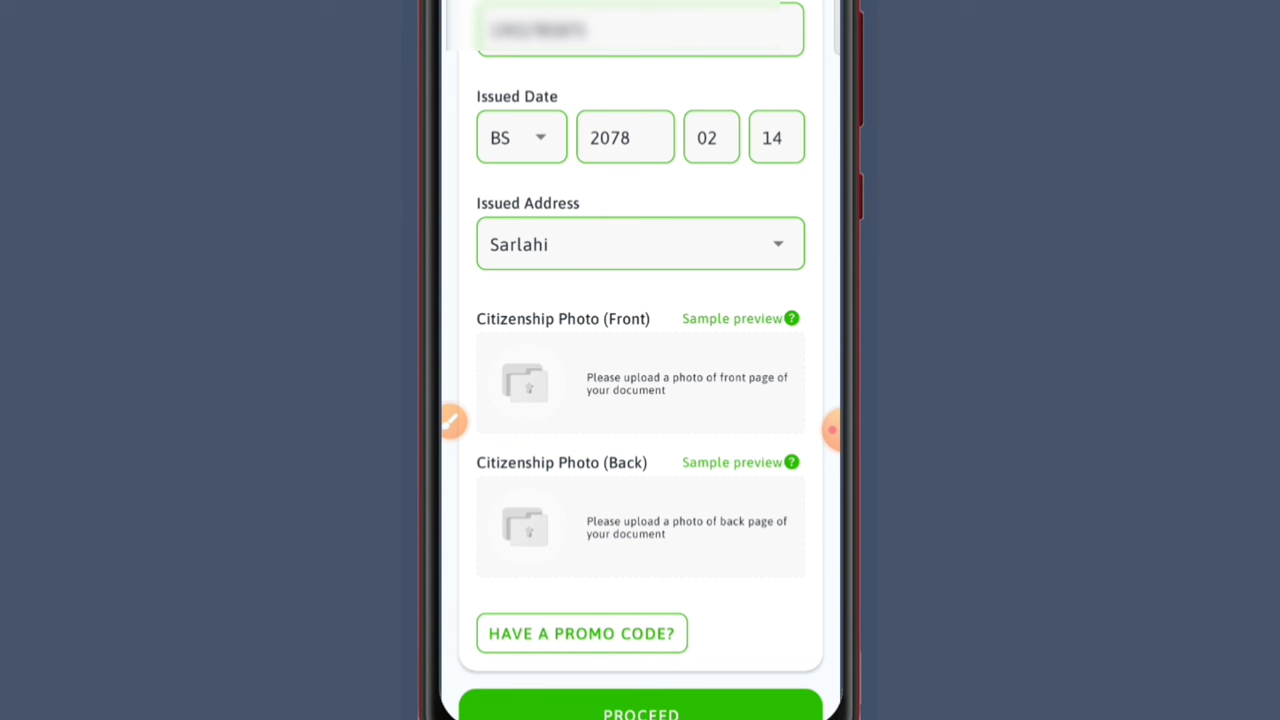 Issued Date
BS 2078 02 14
Issued Address
Sarlahi
Citizenship Photo (Front) Sample preview ?
Please upload a photo of front page of
your document
Citizenship Photo (Back) Sample preview ?
Please upload a photo of back page of
your document
HAVE A PROMO CODE?
PROCEED